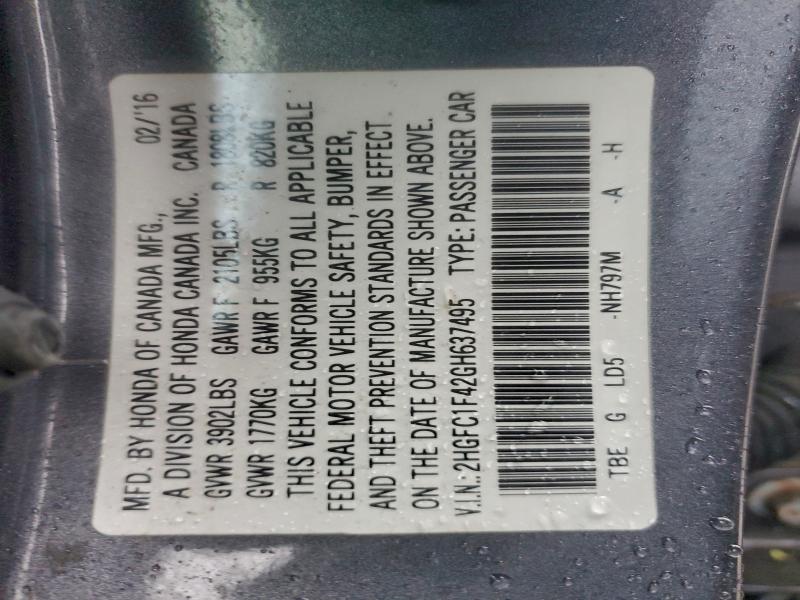 MFD. BY HONDA OF CANADA MFG., 02/'16
A DIVISION OF HONDA CANADA INC. CANADA
GVWR 3902LBS GAWR F 2105LBS R 1808LBS
GVWR 1770KG GAWR F 955KG R 820KG
THIS VEHICLE CONFORMS TO ALL APPLICABLE
FEDERAL MOTOR VEHICLE SAFETY, BUMPER,
AND THEFT PREVENTION STANDARDS IN EFFECT
ON THE DATE OF MANUFACTURE SHOWN ABOVE.
V.I.N.: 2HGFC1F42GH637495 TYPE: PASSENGER CAR
TBE G LD5 -NH797M -A -H